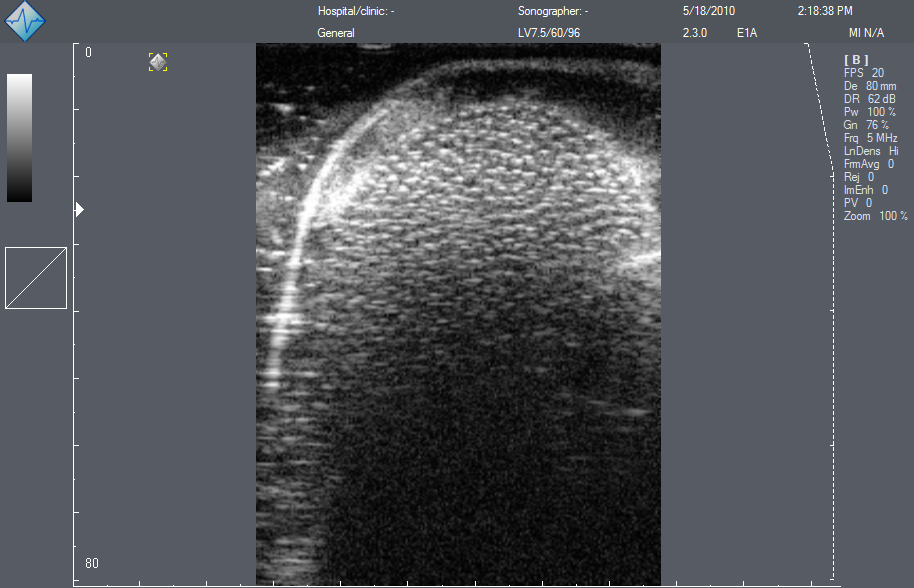 Hospital/clinic: - Sonographer: - 5/18/2010 2:18:38 PM
General LV7.5/60/96 2.3.0 E1A MI N/A
0
[ B ]
FPS 20
De 80 mm
DR 62 dB
Pw 100 %
Gn 76 %
Frq 5 MHz
LnDens Hi
FrmAvg 0
Rej 0
ImEnh 0
PV 0
Zoom 100 %
80